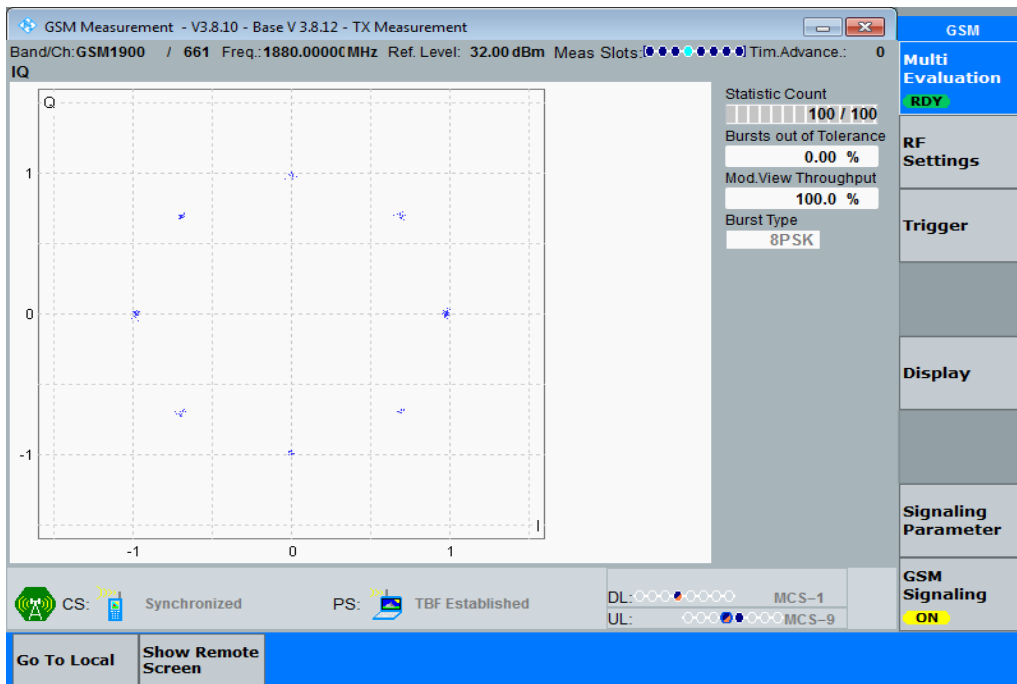 GSM Measurement - V3.8.10 - Base V 3.8.12 - TX Measurement
GSM
Band/Ch: GSM1900 / 661 Freq.: 1880.00000 MHz Ref. Level: 32.00 dBm Meas Slots: Tim.Advance.: 0
IQ
Multi
Evaluation
RDY
Q
Statistic Count
100 / 100
Bursts out of Tolerance
0.00 %
Mod.View Throughput
100.0 %
Burst Type
8PSK
1
0
-1
I
-1 0 1
RF
Settings
Trigger
Display
Signaling
Parameter
GSM
Signaling
ON
CS: Synchronized PS: TBF Established
DL: MCS-1
UL: MCS-9
Go To Local
Show Remote
Screen